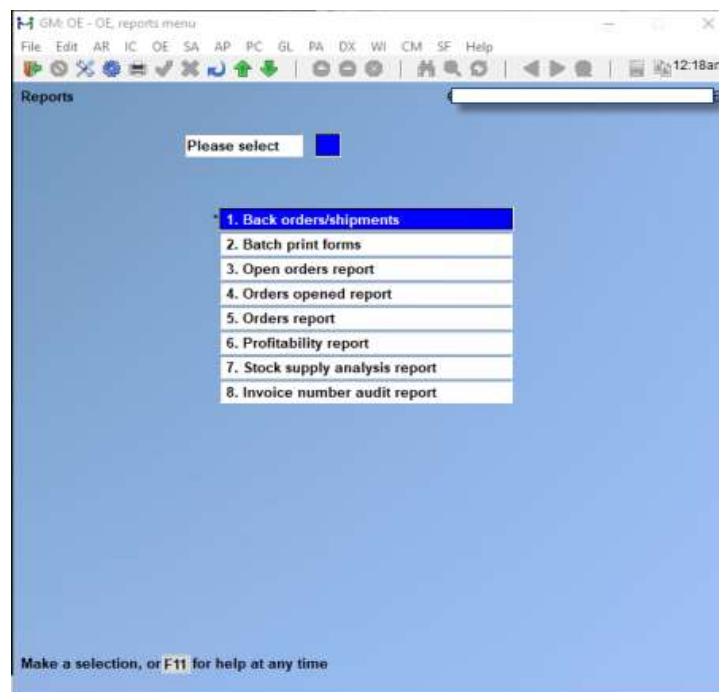 GM: OE - OE, reports menu
File Edit AR IC OE SA AP PC GL PA DX WI CM SF Help
12:18am
Reports
Please select
1. Back orders/shipments
2. Batch print forms
3. Open orders report
4. Orders opened report
5. Orders report
6. Profitability report
7. Stock supply analysis report
8. Invoice number audit report
Make a selection, or F11 for help at any time